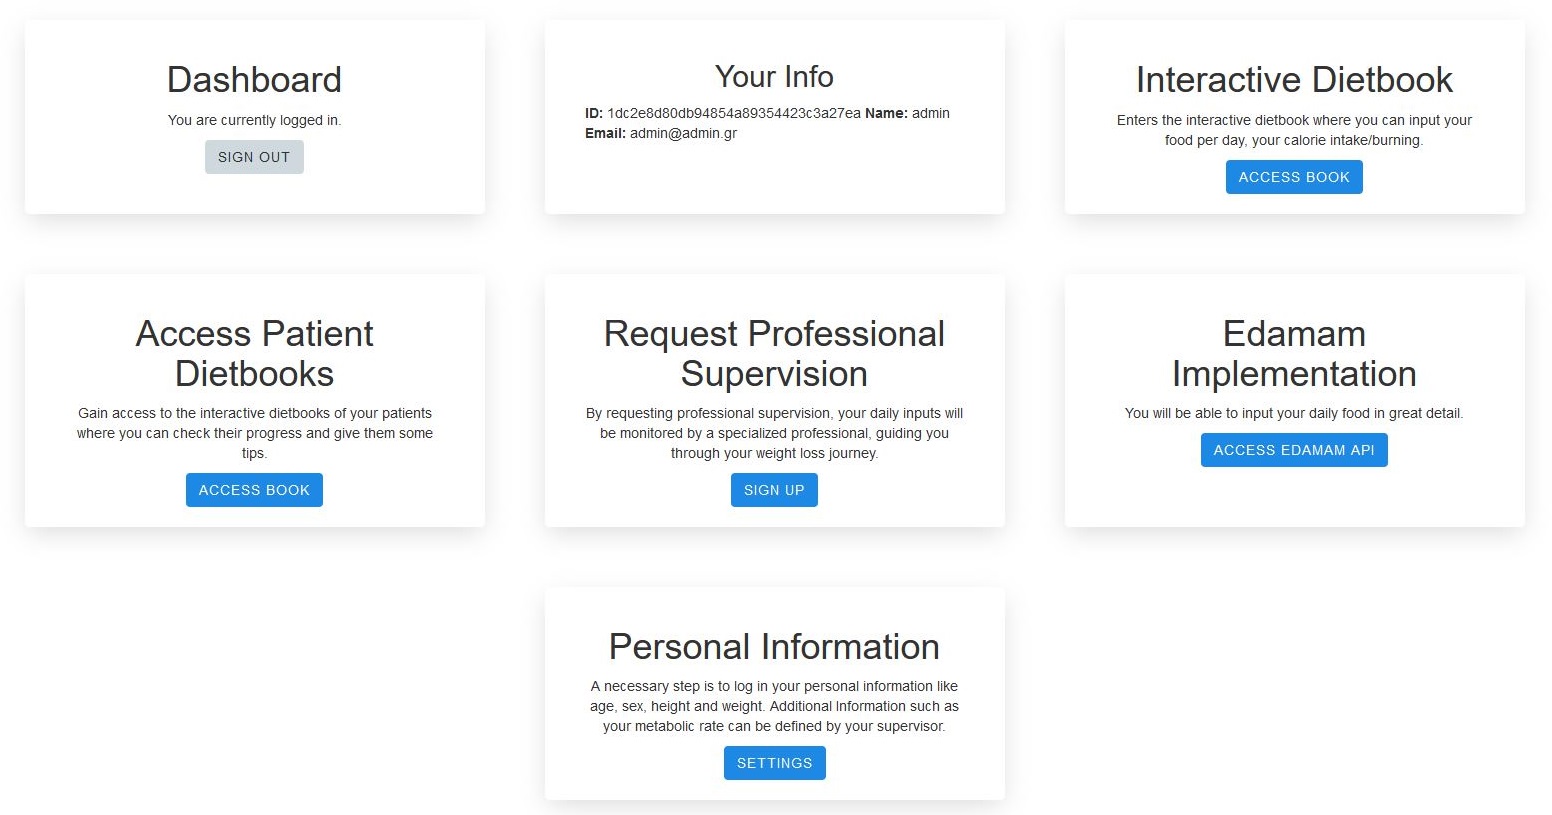 Dashboard
You are currently logged in.
SIGN OUT
Your Info
ID: 1dc2e8d80db94854a89354423c3a27ea Name: admin
Email: admin@admin.gr
Interactive Dietbook
Enters the interactive dietbook where you can input your
food per day, your calorie intake/burning.
ACCESS BOOK
Access Patient
Dietbooks
Gain access to the interactive dietbooks of your patients
where you can check their progress and give them some
tips.
ACCESS BOOK
Request Professional
Supervision
By requesting professional supervision, your daily inputs will
be monitored by a specialized professional, guiding you
through your weight loss journey.
SIGN UP
Edamam
Implementation
You will be able to input your daily food in great detail.
ACCESS EDAMAM API
Personal Information
A necessary step is to log in your personal information like
age, sex, height and weight. Additional Information such as
your metabolic rate can be defined by your supervisor.
SETTINGS